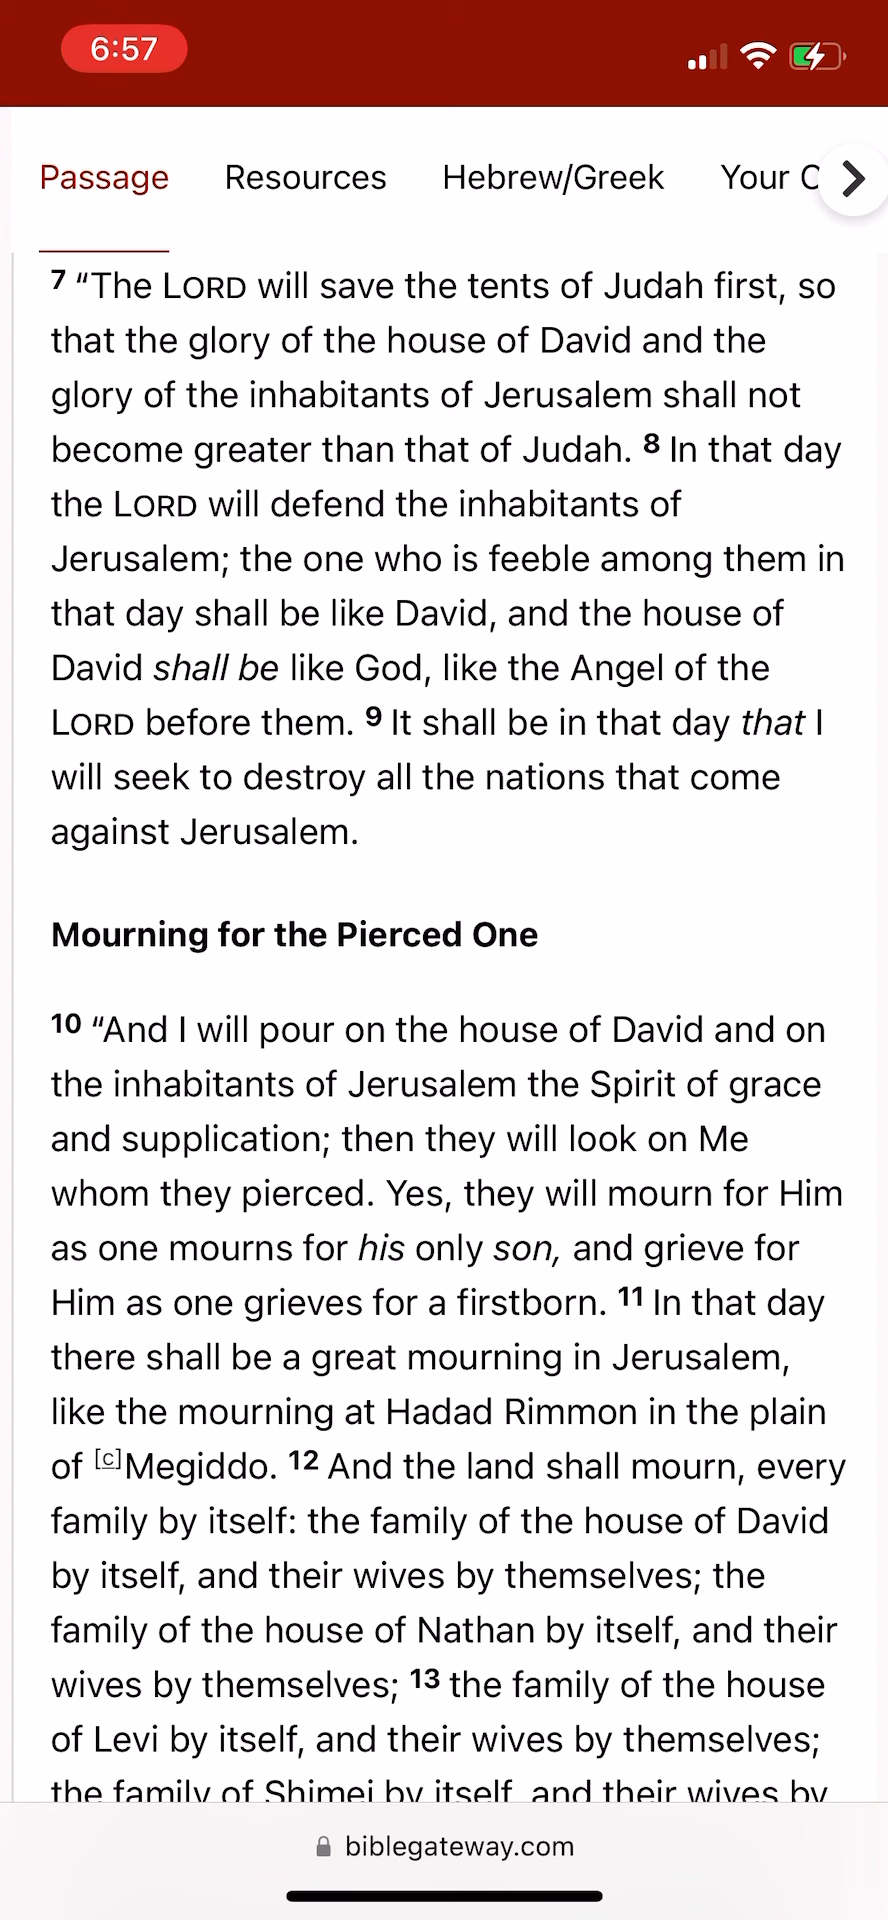 6:57
Passage Resources Hebrew/Greek Your
7 “The LORD will save the tents of Judah first, so
that the glory of the house of David and the
glory of the inhabitants of Jerusalem shall not
become greater than that of Judah. 8 In that day
the LORD will defend the inhabitants of
Jerusalem; the one who is feeble among them in
that day shall be like David, and the house of
David shall be like God, like the Angel of the
LORD before them. 9 It shall be in that day that I
will seek to destroy all the nations that come
against Jerusalem.
Mourning for the Pierced One
10 “And I will pour on the house of David and on
the inhabitants of Jerusalem the Spirit of grace
and supplication; then they will look on Me
whom they pierced. Yes, they will mourn for Him
as one mourns for his only son, and grieve for
Him as one grieves for a firstborn. 11 In that day
there shall be a great mourning in Jerusalem,
like the mourning at Hadad Rimmon in the plain
of [c]Megiddo. 12 And the land shall mourn, every
family by itself: the family of the house of David
by itself, and their wives by themselves; the
family of the house of Nathan by itself, and their
wives by themselves; 13 the family of the house
of Levi by itself, and their wives by themselves;
the family of Shimei by itself, and their wives by
biblegateway.com